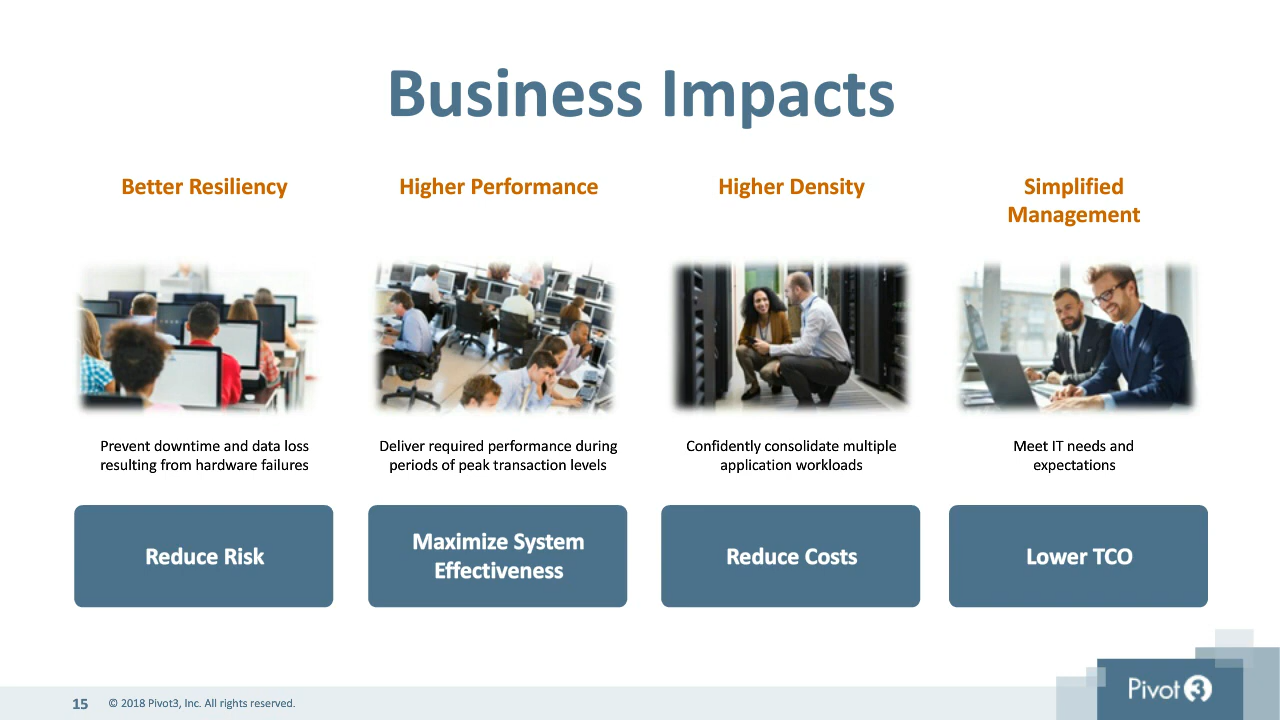 Business Impacts
Better Resiliency
Higher Performance
Higher Density
Simplified
Management
Prevent downtime and data loss
resulting from hardware failures
Deliver required performance during
periods of peak transaction levels
Confidently consolidate multiple
application workloads
Meet IT needs and
expectations
Reduce Risk
Maximize System
Effectiveness
Reduce Costs
Lower TCO
15
© 2018 Pivot3, Inc. All rights reserved.
Pivot3